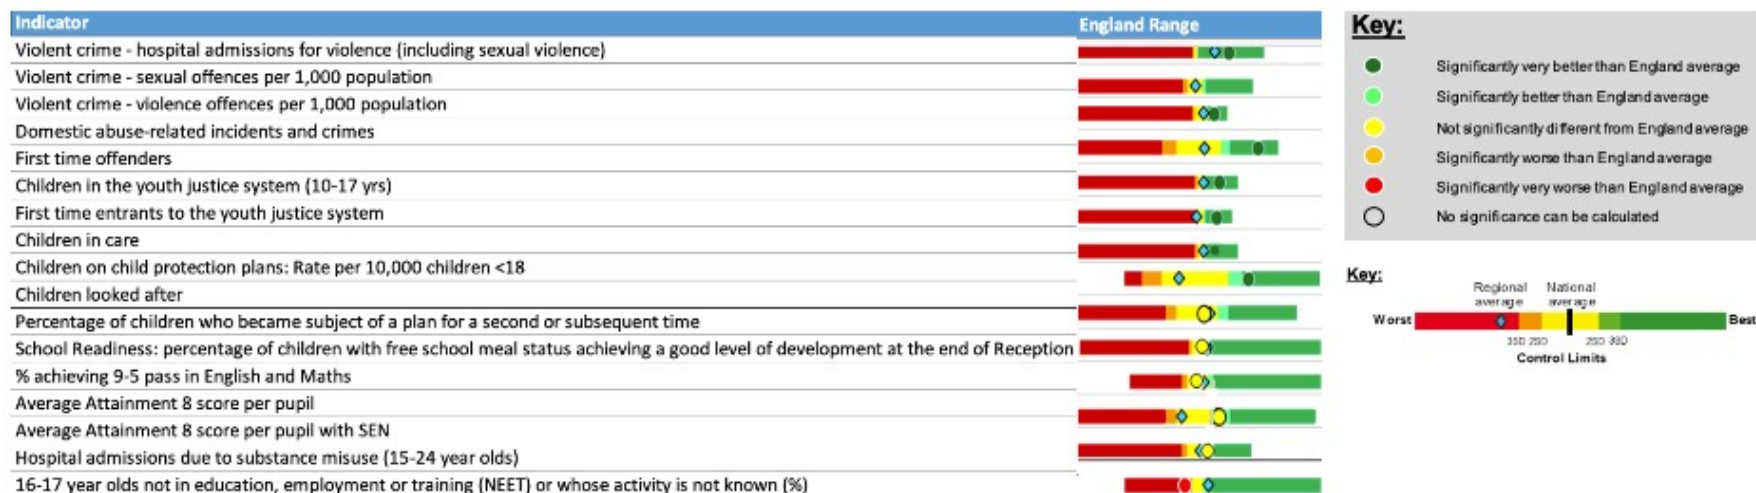 Indicator England Range
Violent crime - hospital admissions for violence (including sexual violence)
Violent crime - sexual offences per 1,000 population
Violent crime - violence offences per 1,000 population
Domestic abuse-related incidents and crimes
First time offenders
Children in the youth justice system (10-17 yrs)
First time entrants to the youth justice system
Children in care
Children on child protection plans: Rate per 10,000 children <18
Children looked after
Percentage of children who became subject of a plan for a second or subsequent time
School Readiness: percentage of children with free school meal status achieving a good level of development at the end of Reception
% achieving 9-5 pass in English and Maths
Average Attainment 8 score per pupil
Average Attainment 8 score per pupil with SEN
Hospital admissions due to substance misuse (15-24 year olds)
16-17 year olds not in education, employment or training (NEET) or whose activity is not known (%)
Key:
Significantly very better than England average
Significantly better than England average
Not significantly different from England average
Significantly worse than England average
Significantly very worse than England average
No significance can be calculated
Key:
Regional average
National average
Worst
Best
Control Limits